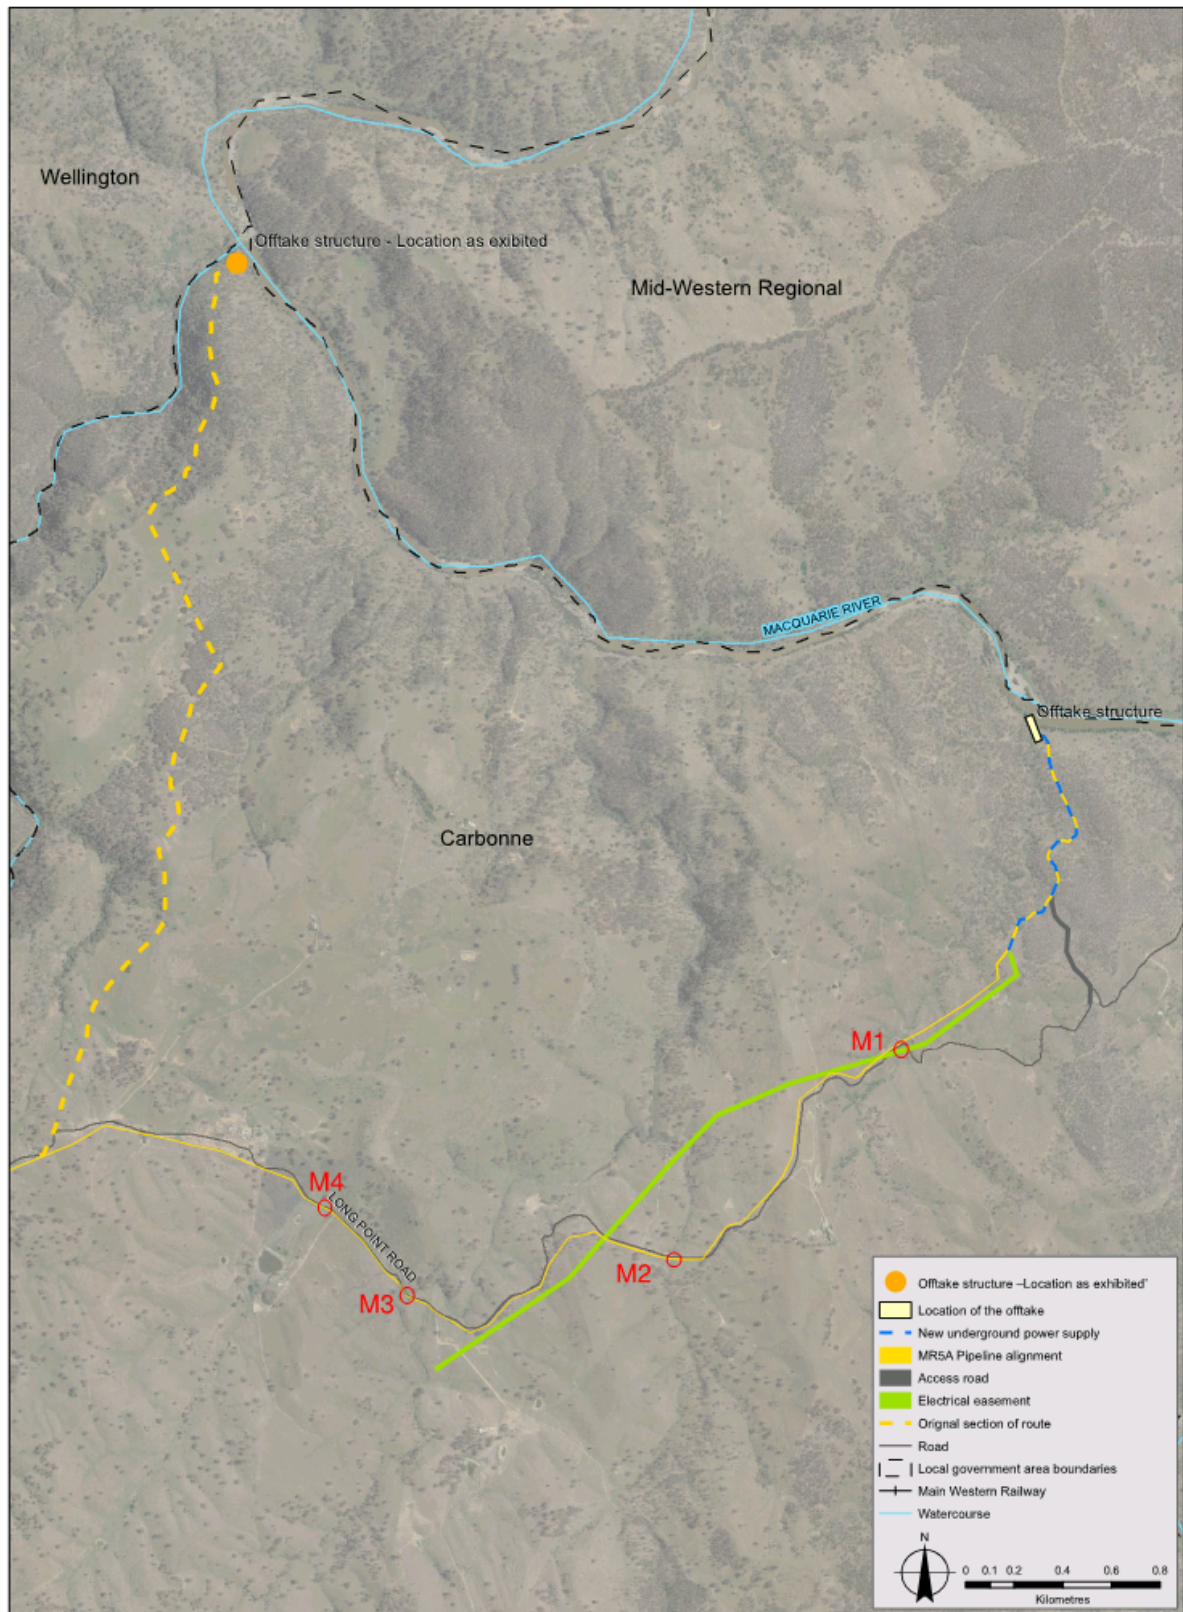 Wellington
Offtake structure - Location as exibited
Mid-Western Regional
MACQUARIE RIVER
Offtake structure
Carbonne
M1
M4
LONG POINT ROAD
M2
M3
Offtake structure –Location as exhibited'
Location of the offtake
New underground power supply
MR5A Pipeline alignment
Access road
Electrical easement
Orignal section of route
Road
Local government area boundaries
Main Western Railway
Watercourse
N
0 0.1 0.2 0.4 0.6 0.8
Kilometres